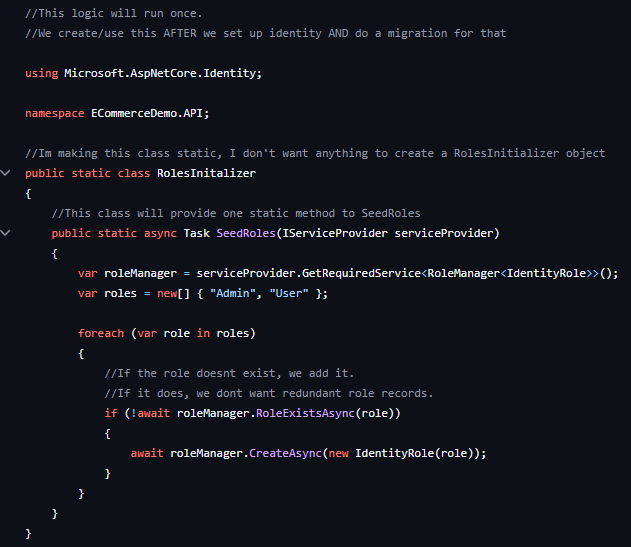 //This logic will run once.
//We create/use this AFTER we set up identity AND do a migration for that
using Microsoft.AspNetCore.Identity;
namespace ECommerceDemo.API;
//Im making this class static, I don't want anything to create a RolesInitializer object
public static class RolesInitalizer
{
//This class will provide one static method to SeedRoles
public static async Task SeedRoles(IServiceProvider serviceProvider)
{
var roleManager = serviceProvider.GetRequiredService<RoleManager<IdentityRole>>();
var roles = new[] { "Admin", "User" };
foreach (var role in roles)
{
//If the role doesnt exist, we add it.
//If it does, we dont want redundant role records.
if (!await roleManager.RoleExistsAsync(role))
{
await roleManager.CreateAsync(new IdentityRole(role));
}
}
}
}